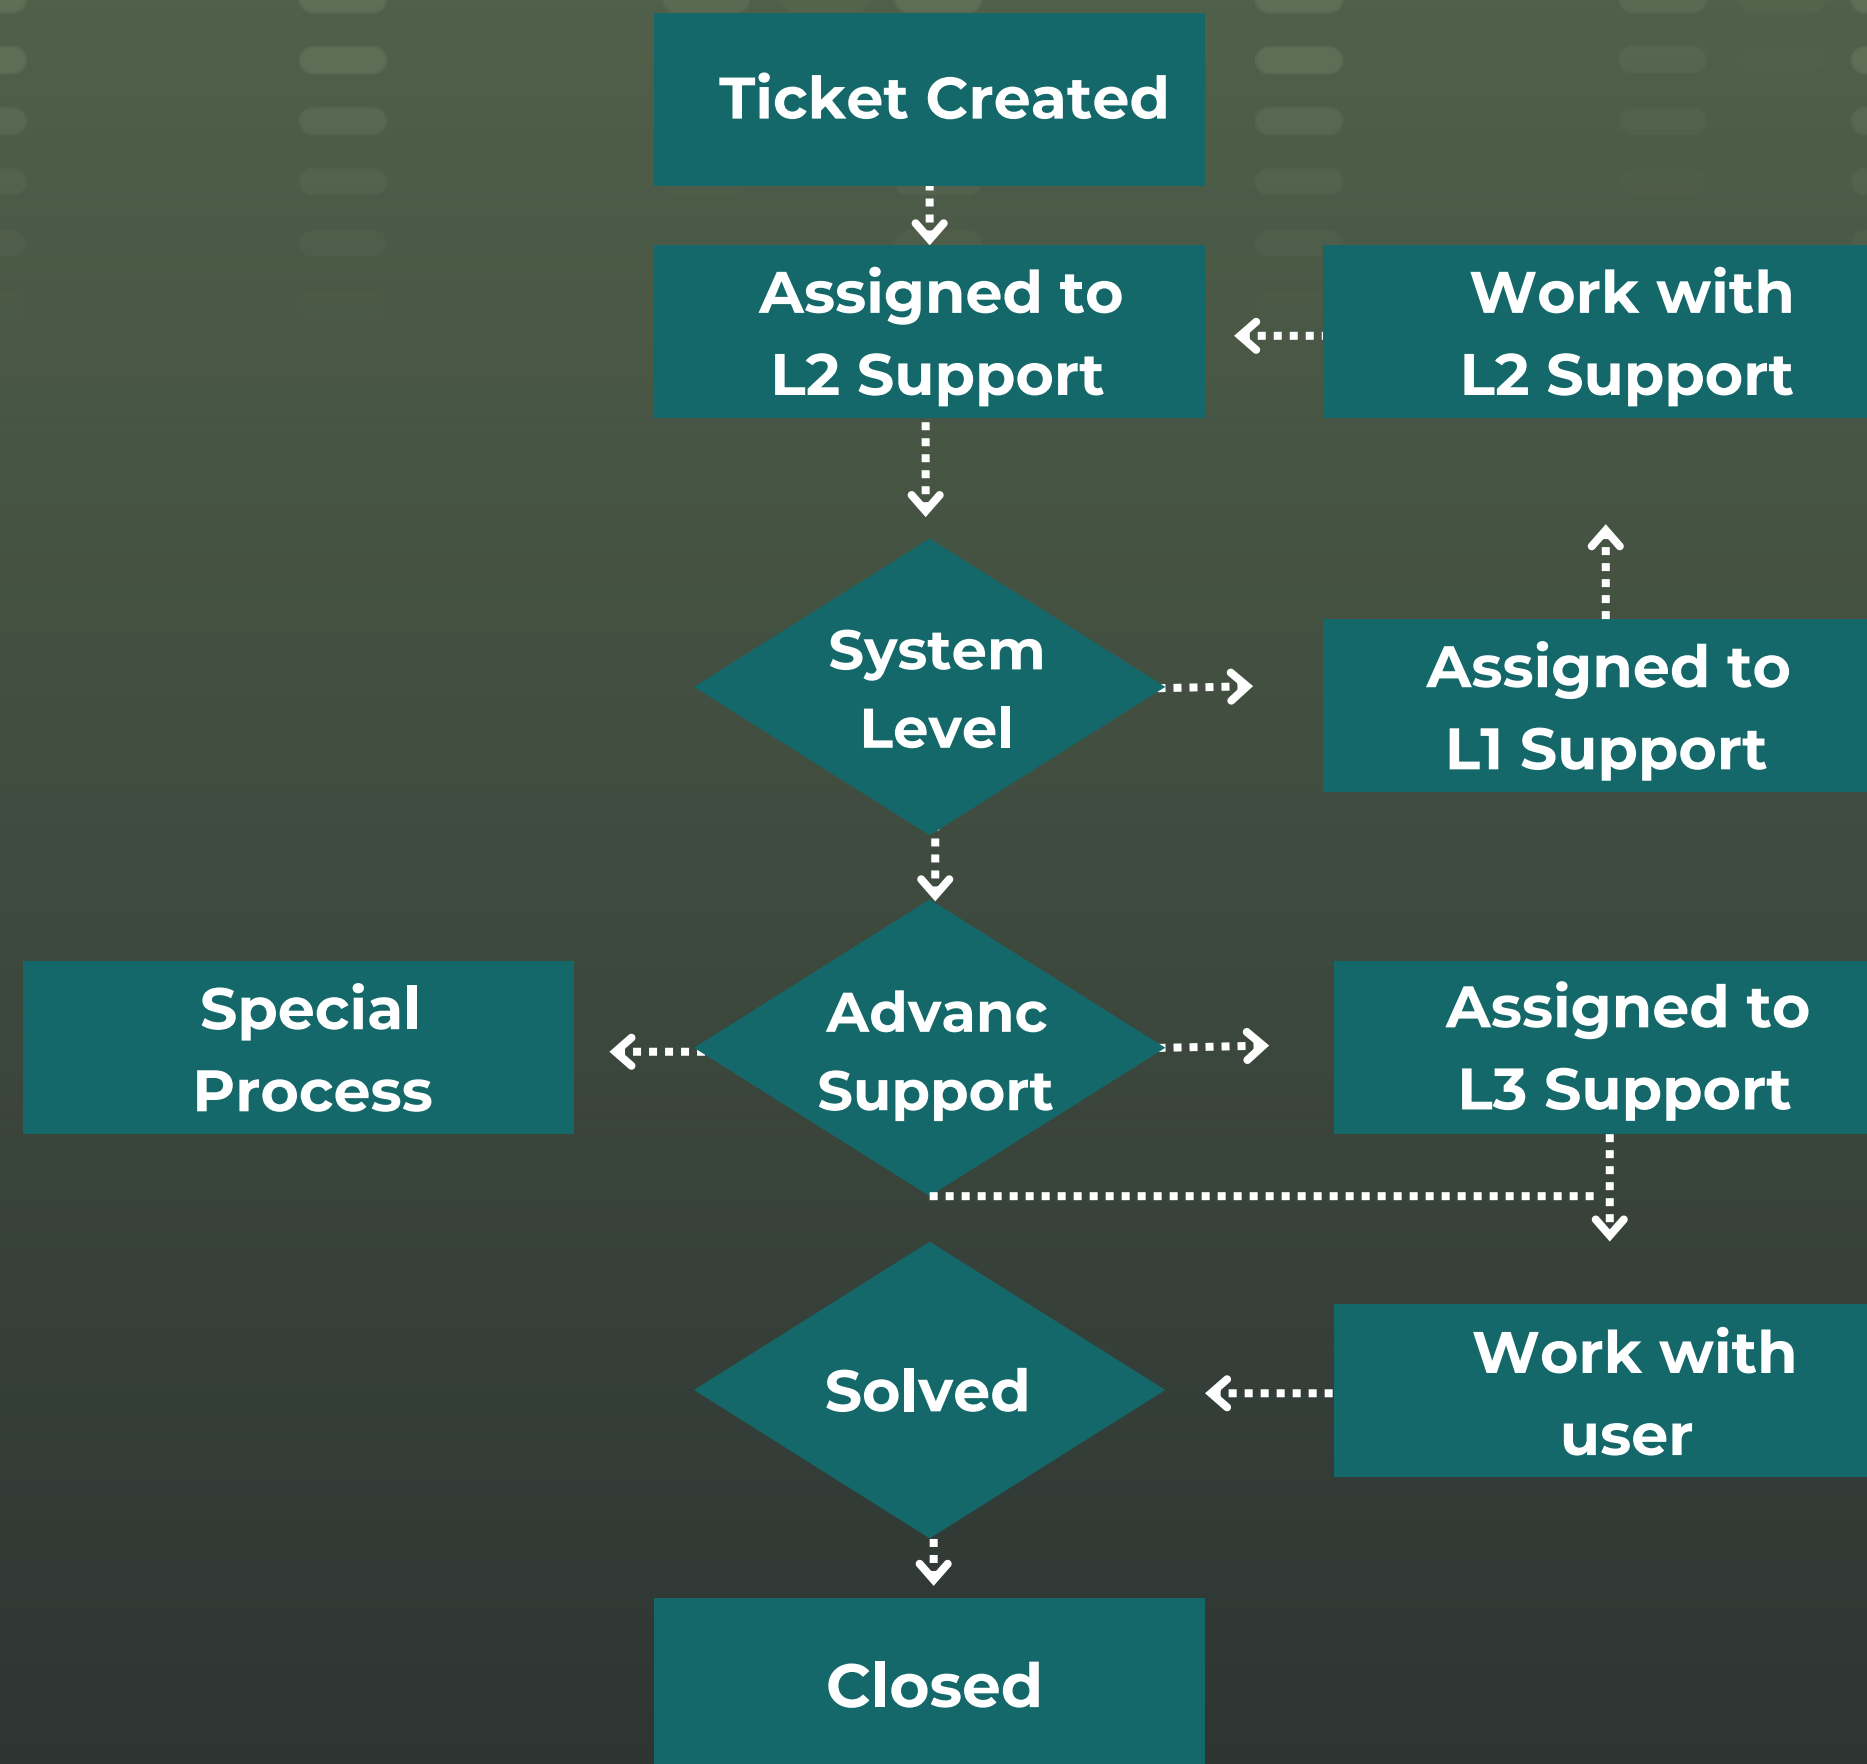 Ticket Created
Assigned to
L2 Support
Work with
L2 Support
System
Level
Assigned to
L1 Support
Special
Process
Advanc
Support
Assigned to
L3 Support
Solved
Work with
user
Closed